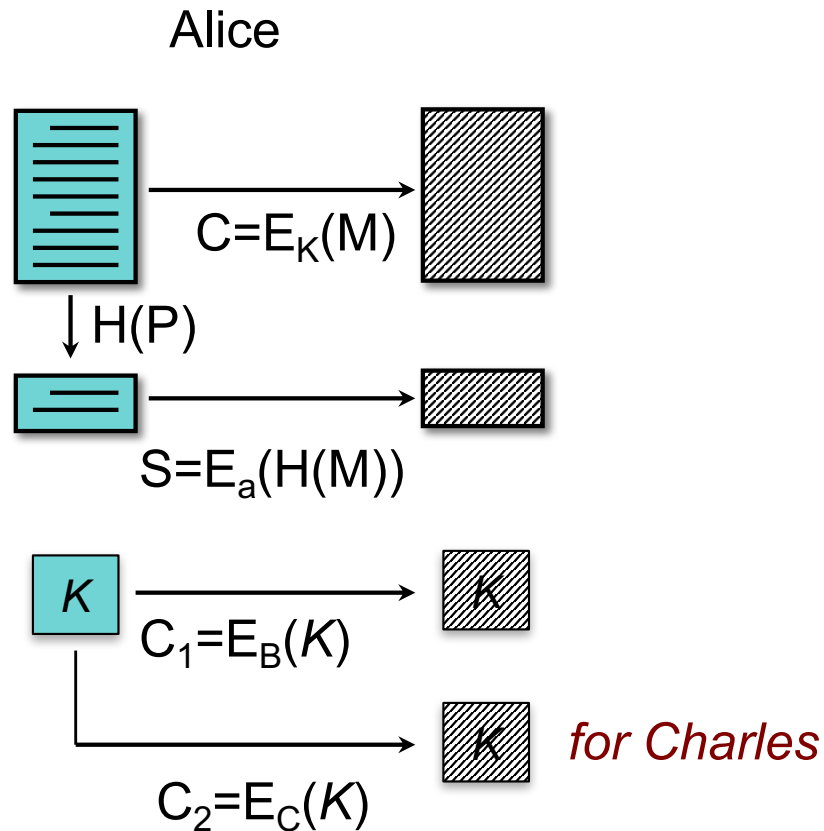 Alice
C=E_K(M)
H(P)
S=E_a(H(M))
K
K
C_1=E_B(K)
K
for Charles
C_2=E_C(K)